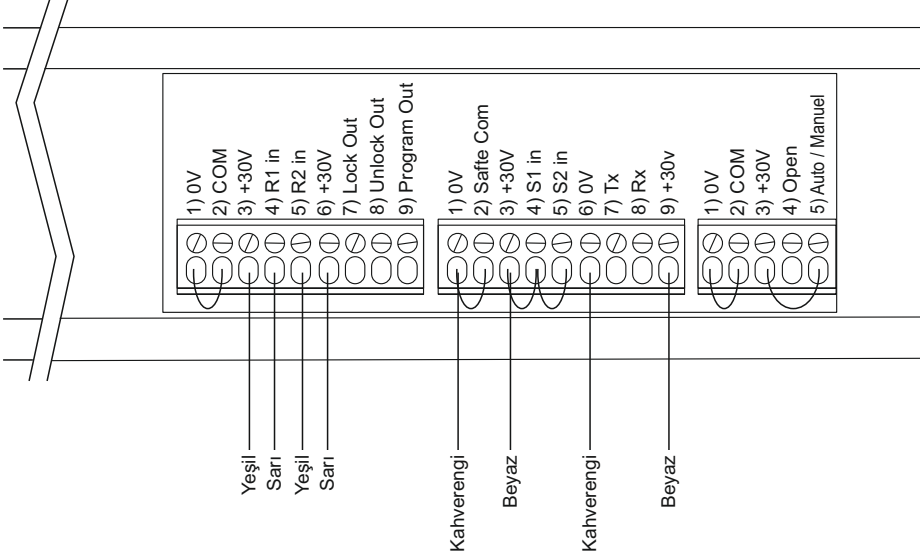 1) 0V
2) COM
3) +30V
4) R1 in
5) R2 in
6) +30V
7) Lock Out
8) Unlock Out
9) Program Out
1) 0V
2) Safte Com
3) +30V
4) S1 in
5) S2 in
6) 0V
7) Tx
8) Rx
9) +30v
1) 0V
2) COM
3) +30V
4) Open
5) Auto / Manuel
Yeşil
Sarı
Yeşil
Sarı
Kahverengi
Beyaz
Kahverengi
Beyaz